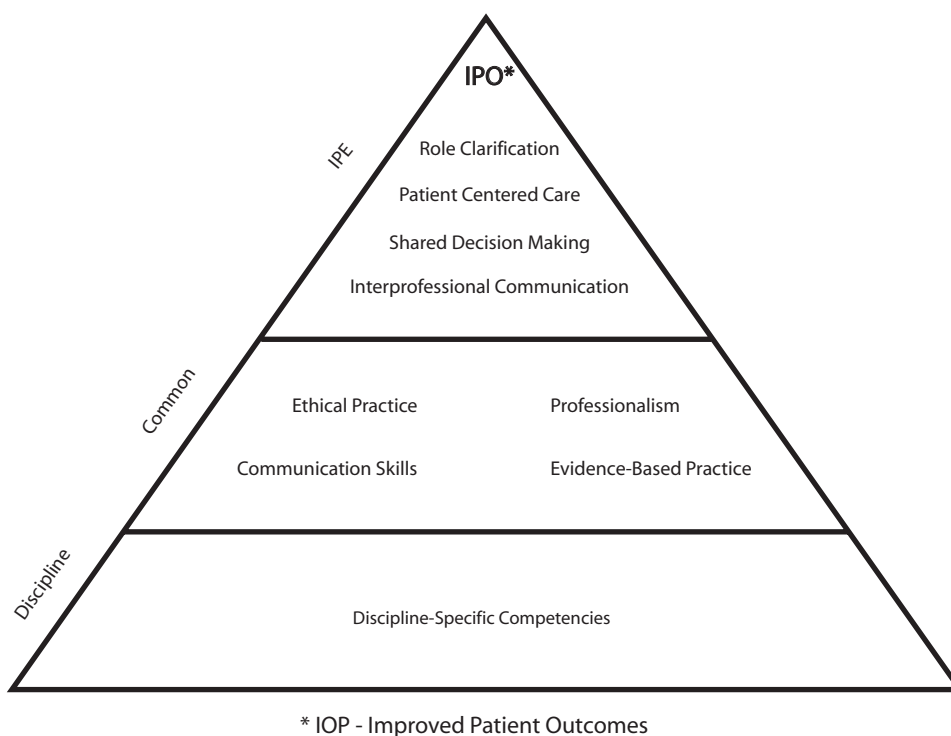 IPO*
IPE
Role Clarification
Patient Centered Care
Shared Decision Making
Interprofessional Communication
Common
Ethical Practice Professionalism
Communication Skills Evidence-Based Practice
Discipline
Discipline-Specific Competencies
* IOP - Improved Patient Outcomes